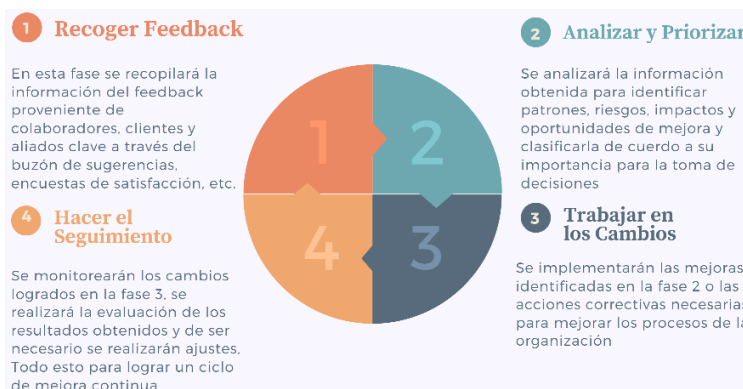 1 Recoger Feedback
En esta fase se recopilará la
información del feedback
proveniente de
colaboradores, clientes y
aliados clave a través del
buzón de sugerencias,
encuestas de satisfacción, etc.
2 Analizar y Priorizar
Se analizará la información
obtenida para identificar
patrones, riesgos, impactos y
oportunidades de mejora y
clasificarla de cuerdo a su
importancia para la toma de
decisiones
1
2
4
3
3 Trabajar en
los Cambios
Se implementarán las mejoras
identificadas en la fase 2 o las
acciones correctivas necesarias
para mejorar los procesos de la
organización
4 Hacer el
Seguimiento
Se monitorearán los cambios
logrados en la fase 3, se
realizará la evaluación de los
resultados obtenidos y de ser
necesario se realizarán ajustes.
Todo esto para lograr un ciclo
de mejora continua